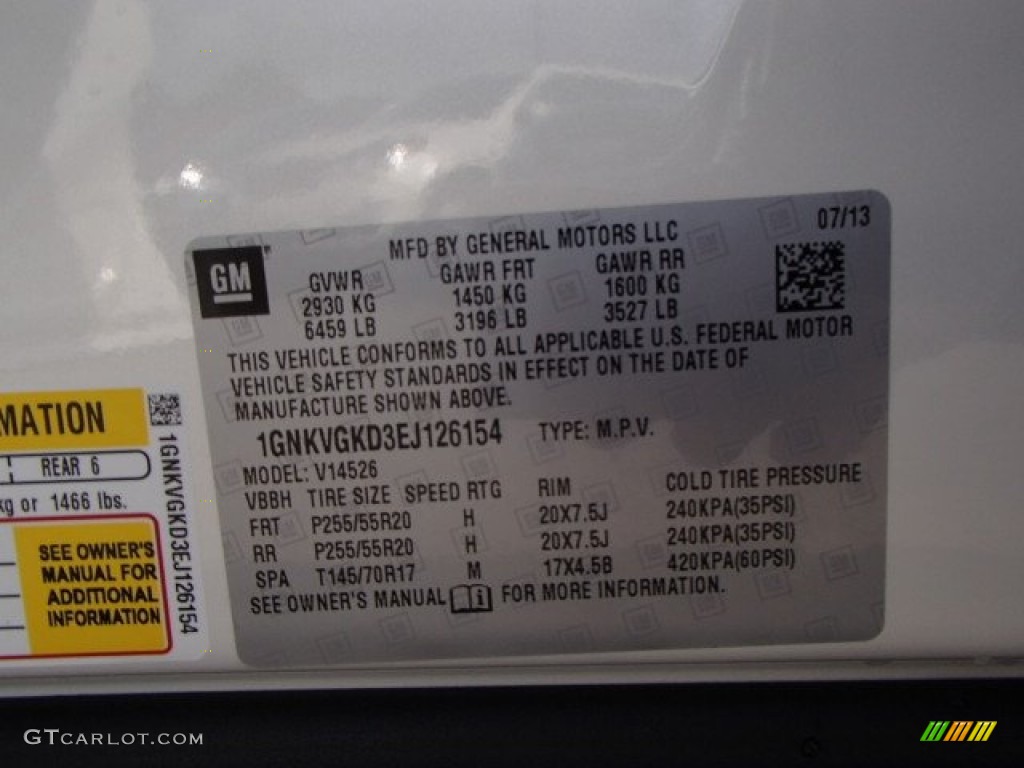 07/13
GM
MFD BY GENERAL MOTORS LLC
GVWR GAWR FRT GAWR RR
2930 KG 1450 KG 1600 KG
6459 LB 3196 LB 3527 LB
THIS VEHICLE CONFORMS TO ALL APPLICABLE U.S. FEDERAL MOTOR
VEHICLE SAFETY STANDARDS IN EFFECT ON THE DATE OF
MANUFACTURE SHOWN ABOVE.
1GNKVGKD3EJ126154 TYPE: M.P.V.
MODEL: V14526
VBBH TIRE SIZE SPEED RTG RIM COLD TIRE PRESSURE
FRT P255/55R20 H 20X7.5J 240KPA(35PSI)
RR P255/55R20 H 20X7.5J 240KPA(35PSI)
SPA T145/70R17 M 17X4.5B 420KPA(60PSI)
SEE OWNER'S MANUAL i FOR MORE INFORMATION.
MATION
REAR 6
kg or 1466 lbs.
SEE OWNER'S
MANUAL FOR
ADDITIONAL
INFORMATION
1GNKVGKD3EJ126154
GTCARLOT.COM